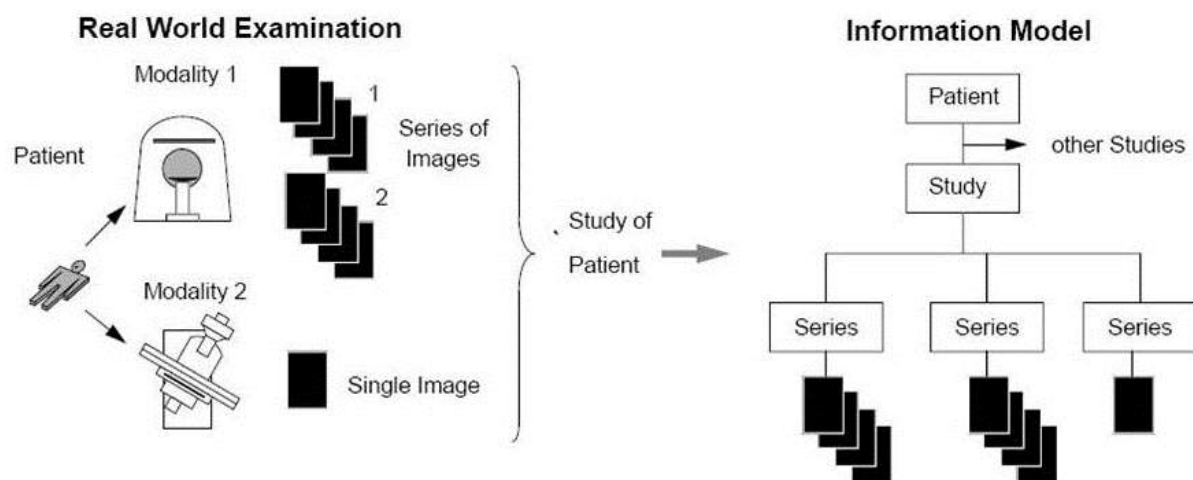 Real World Examination
Modality 1
1
Series of
Images
Patient
2
Modality 2
Single Image
Study of
Patient
Information Model
Patient
other Studies
Study
Series
Series
Series